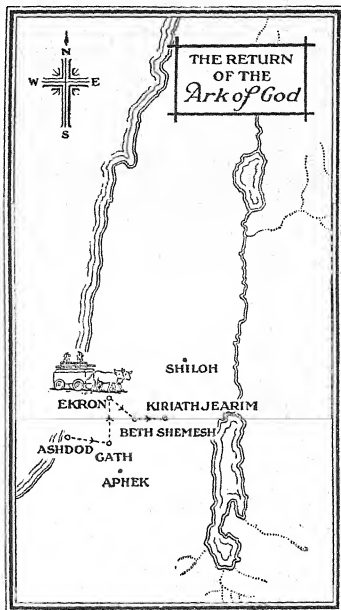 THE RETURN
OF THE
Ark of God
N
W E
S
SHILOH
EKRON
KIRIATH JEARIM
BETH SHEMESH
ASHDOD
GATH
APHEK